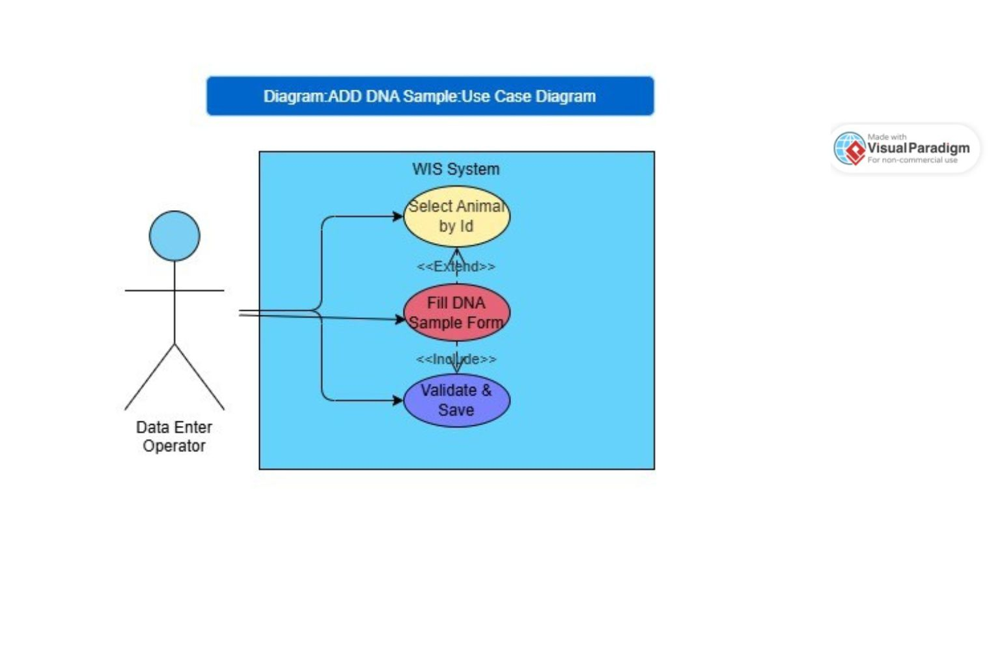 Diagram:ADD DNA Sample:Use Case Diagram
Made with
Visual Paradigm
For non-commercial use
WIS System
Select Animal
by Id
<<Extend>>
Fill DNA
Sample Form
<<Include>>
Validate &
Save
Data Enter
Operator